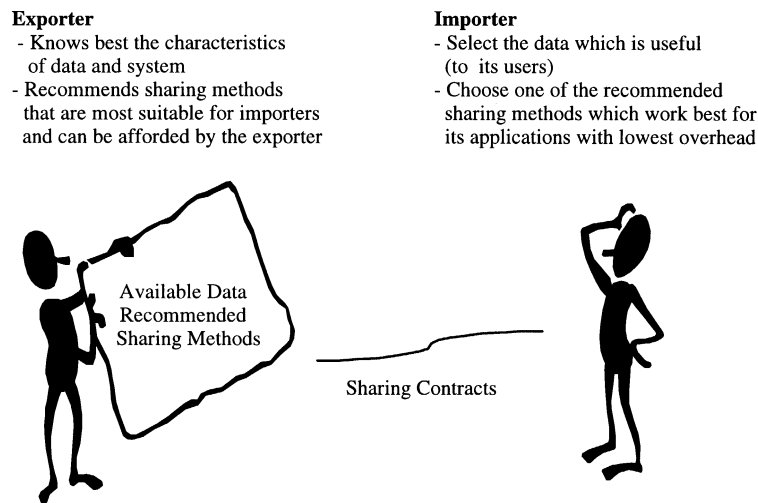 Exporter
- Knows best the characteristics
of data and system
- Recommends sharing methods
that are most suitable for importers
and can be afforded by the exporter
Importer
- Select the data which is useful
(to its users)
- Choose one of the recommended
sharing methods which work best for
its applications with lowest overhead
Available Data
Recommended
Sharing Methods
Sharing Contracts